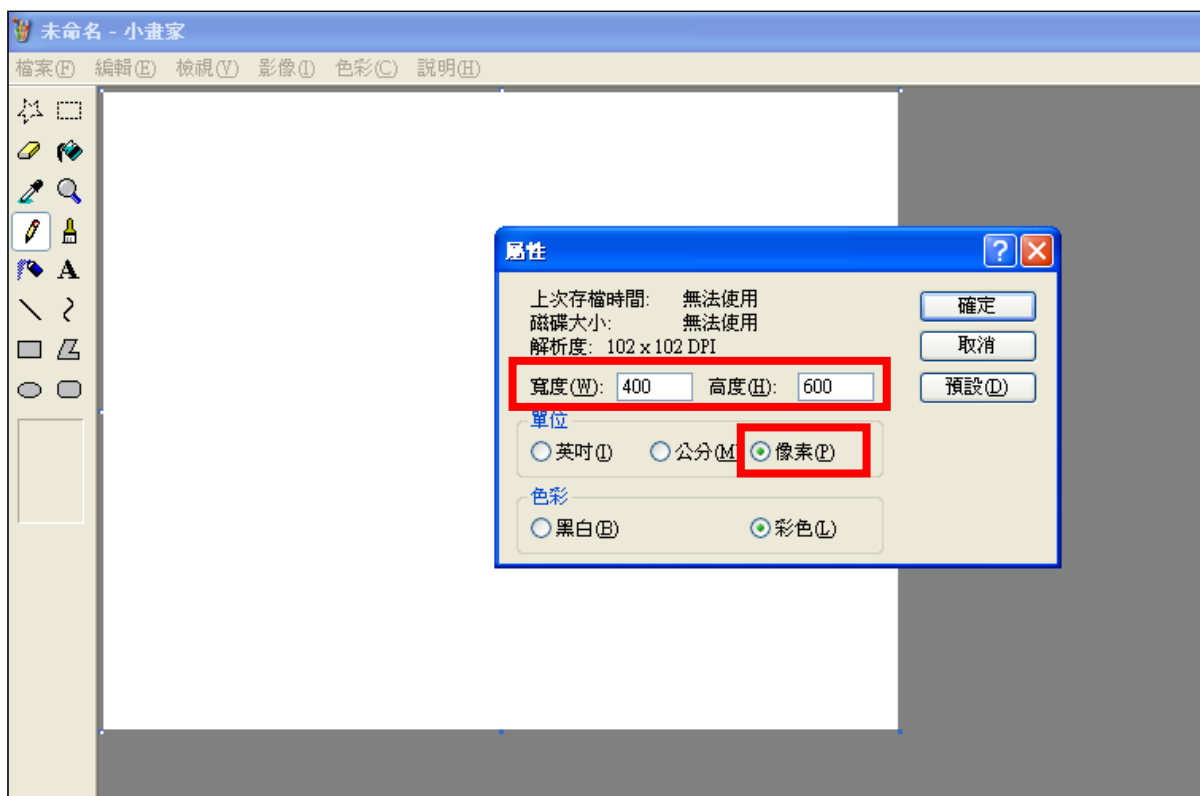 未命名 - 小畫家
檔案(F) 編輯(E) 檢視(V) 影像(I) 色彩(C) 說明(H)
A
屬性
上次存檔時間: 無法使用
磁碟大小: 無法使用
解析度: 102 x 102 DPI
寬度(W): 400 高度(H): 600
單位
英吋(I) 公分(M 像素(P)
色彩
黑白(B) 彩色(L)
確定
取消
預設(D)